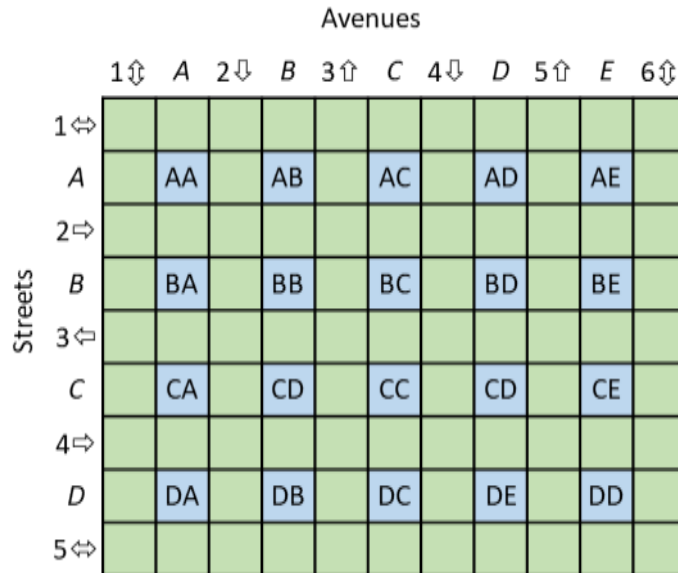 Avenues
1⇕ A 2⇩ B 3⇧ C 4⇩ D 5⇧ E 6⇕
Streets
1⇔
A AA AB AC AD AE
2⇨
B BA BB BC BD BE
3⇦
C CA CD CC CD CE
4⇨
D DA DB DC DE DD
5⇔